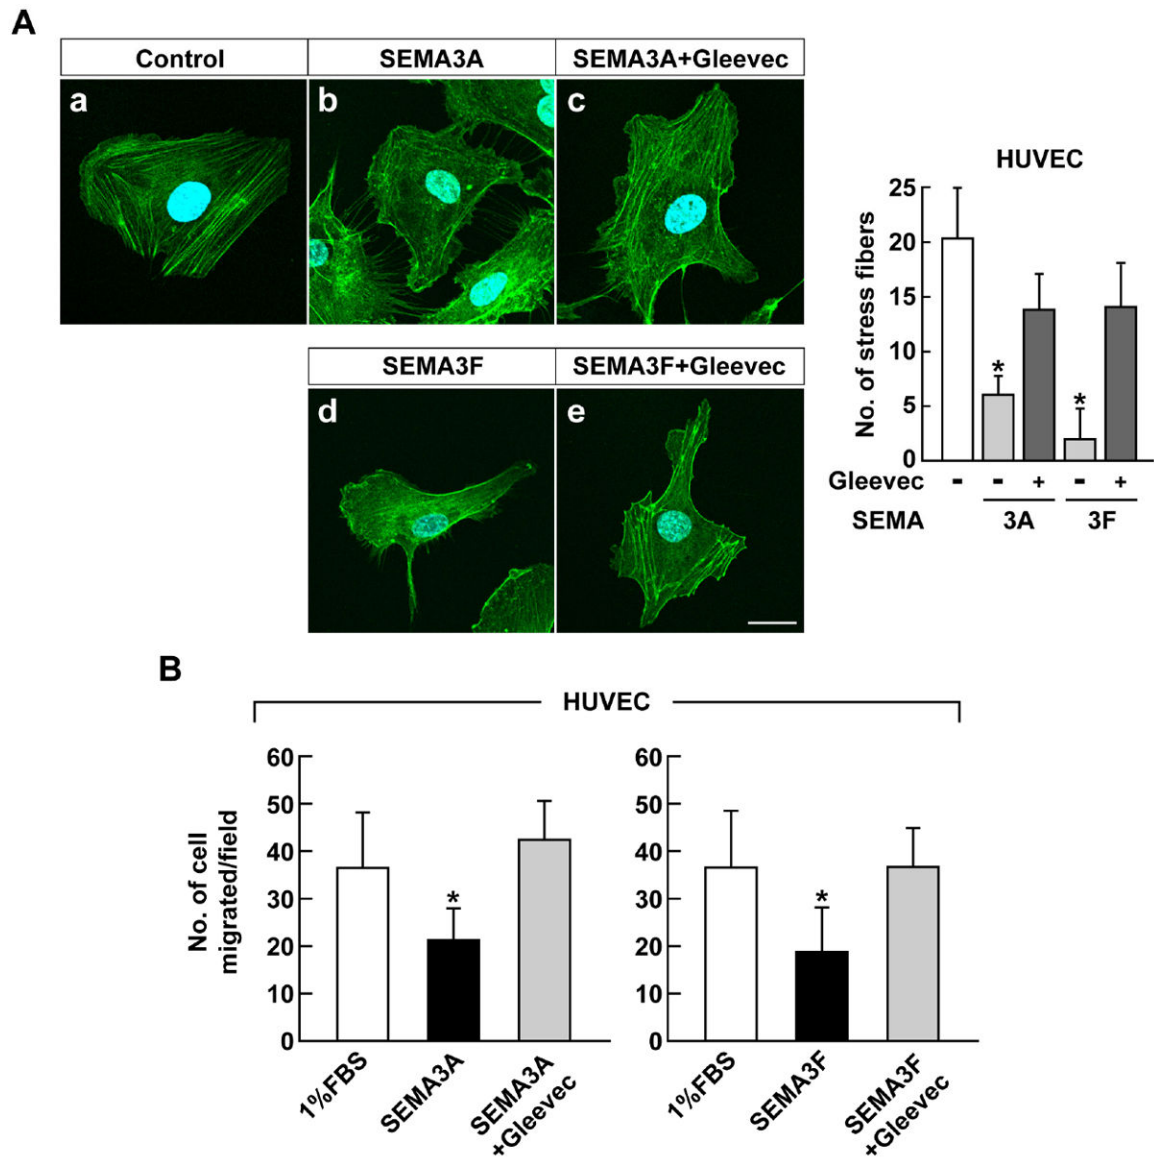 A
Control SEMA3A SEMA3A+Gleevec
a b c
SEMA3F SEMA3F+Gleevec
d e
HUVEC
No. of stress fibers
25
20
15
10
5
0
Gleevec - - + - +
SEMA 3A 3F
* *
B
HUVEC
No. of cell
migrated/field
60
50
40
30
20
10
0
*
1%FBS
SEMA3A
SEMA3A
+Gleevec
60
50
40
30
20
10
0
*
1%FBS
SEMA3F
SEMA3F
+Gleevec